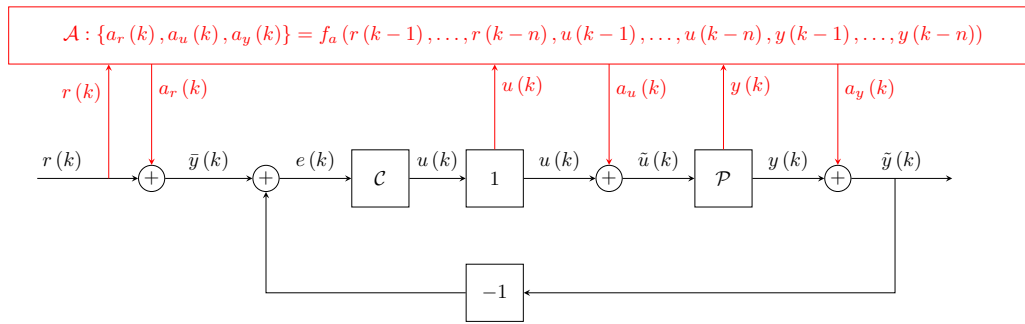 𝒜 : {a_r (k) , a_u (k) , a_y (k)} = f_a (r (k − 1) , … , r (k − n) , u (k − 1) , … , u (k − n) , y (k − 1) , … , y (k − n))
r (k) a_r (k) u (k) a_u (k) y (k) a_y (k)
r (k) ȳ (k) e (k) u (k) u (k) ũ (k) y (k) ỹ (k)
+ + 𝒞 1 + 𝒫 +
−1